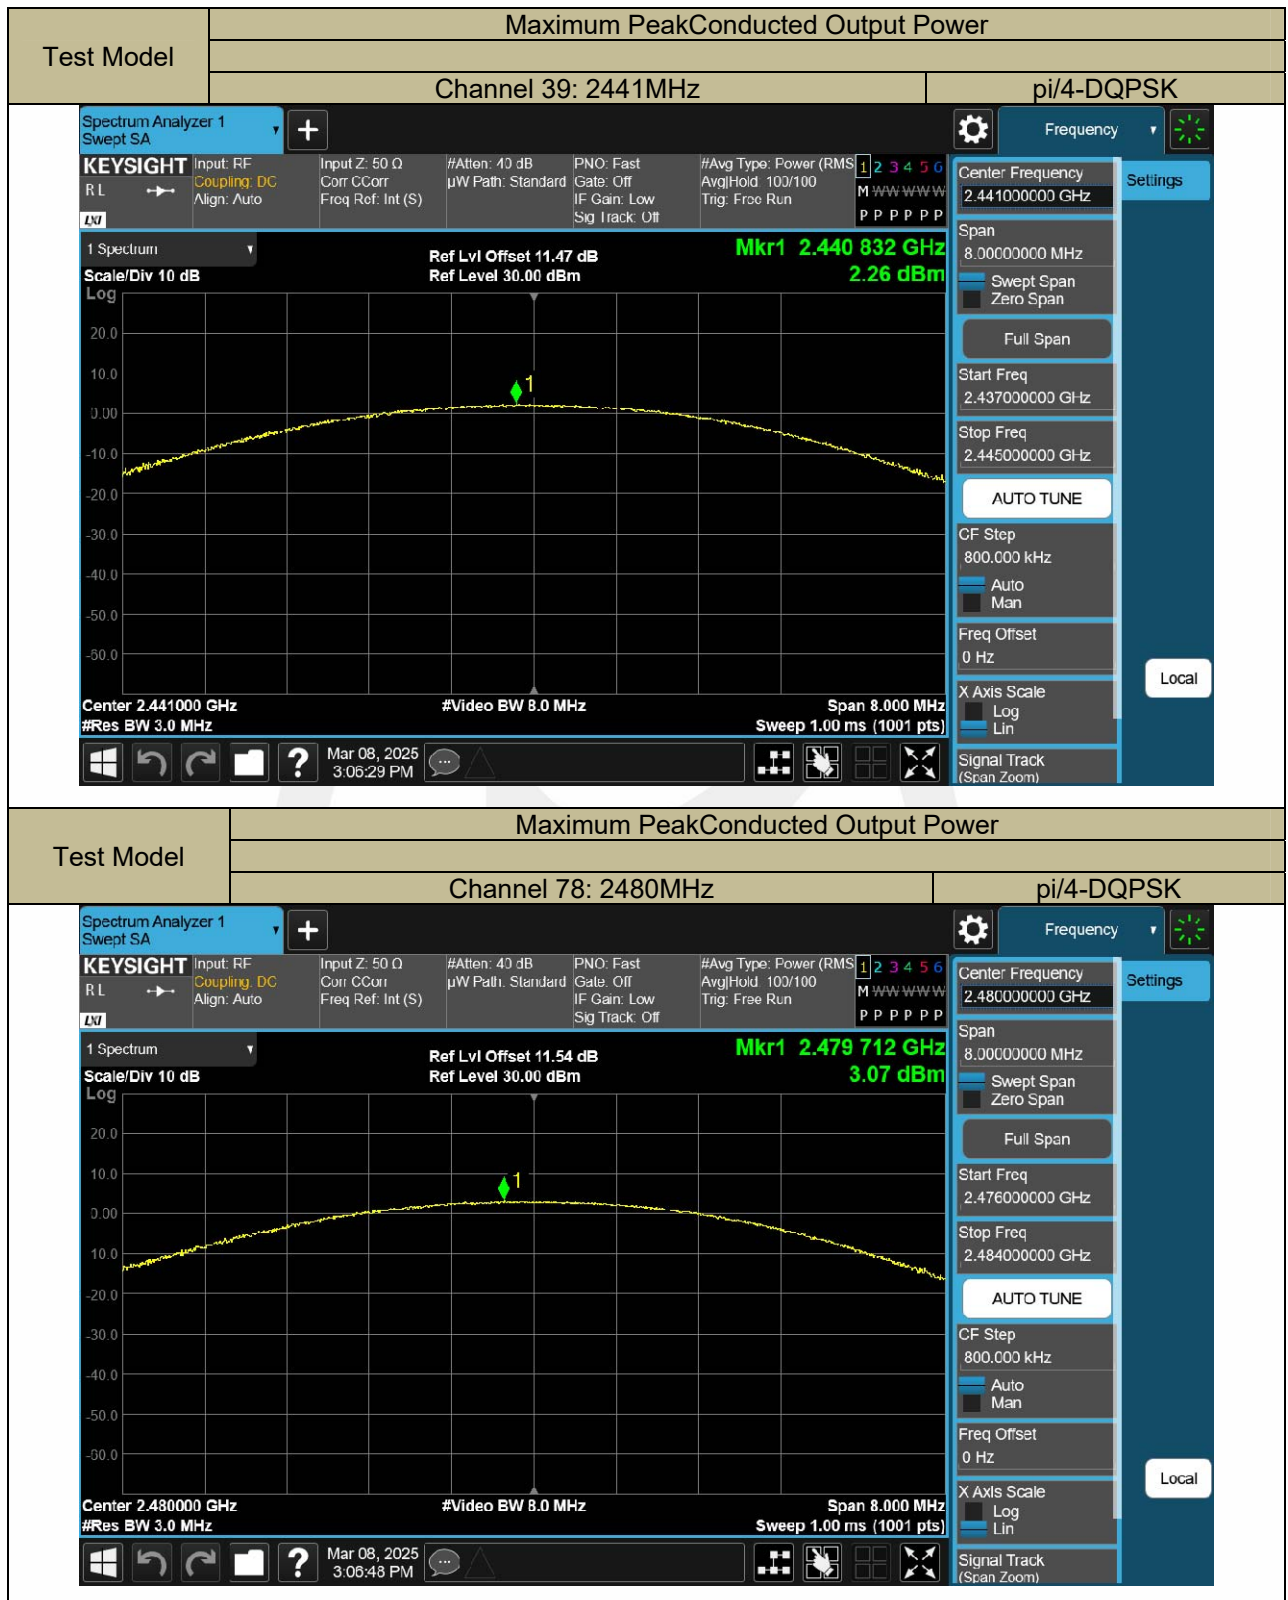 Test Model
Maximum PeakConducted Output Power
Channel 39: 2441MHz
pi/4-DQPSK
Spectrum Analyzer 1
Swept SA
+
Frequency
KEYSIGHT
R L
LXI
Input: RF
Coupling: DC
Align: Auto
Input Z: 50 Ω
Corr CCorr
Freq Ref: Int (S)
#Atten: 40 dB
µW Path: Standard
PNO: Fast
Gate: Off
IF Gain: Low
Sig Track: Off
#Avg Type: Power (RMS
Avg|Hold: 100/100
Trig: Free Run
1 2 3 4 5 6
M W W W W W
P P P P P P
Center Frequency
2.441000000 GHz
Settings
Span
8.00000000 MHz
Swept Span
Zero Span
Full Span
Start Freq
2.437000000 GHz
Stop Freq
2.445000000 GHz
AUTO TUNE
CF Step
800.000 kHz
Auto
Man
Freq Offset
0 Hz
X Axis Scale
Log
Lin
Signal Track
(Span Zoom)
Local
1 Spectrum
Scale/Div 10 dB
Log
Ref Lvl Offset 11.47 dB
Ref Level 30.00 dBm
Mkr1 2.440 832 GHz
2.26 dBm
1
20.0
10.0
0.00
-10.0
-20.0
-30.0
-40.0
-50.0
-60.0
Center 2.441000 GHz
#Video BW 8.0 MHz
Span 8.000 MHz
#Res BW 3.0 MHz
Sweep 1.00 ms (1001 pts)
?
Mar 08, 2025
3:06:29 PM
Test Model
Maximum PeakConducted Output Power
Channel 78: 2480MHz
pi/4-DQPSK
Spectrum Analyzer 1
Swept SA
+
Frequency
KEYSIGHT
R L
LXI
Input: RF
Coupling: DC
Align: Auto
Input Z: 50 Ω
Corr CCorr
Freq Ref: Int (S)
#Atten: 40 dB
µW Path: Standard
PNO: Fast
Gate: Off
IF Gain: Low
Sig Track: Off
#Avg Type: Power (RMS
Avg|Hold: 100/100
Trig: Free Run
1 2 3 4 5 6
M W W W W W
P P P P P P
Center Frequency
2.480000000 GHz
Settings
Span
8.00000000 MHz
Swept Span
Zero Span
Full Span
Start Freq
2.476000000 GHz
Stop Freq
2.484000000 GHz
AUTO TUNE
CF Step
800.000 kHz
Auto
Man
Freq Offset
0 Hz
X Axis Scale
Log
Lin
Signal Track
(Span Zoom)
Local
1 Spectrum
Scale/Div 10 dB
Log
Ref Lvl Offset 11.54 dB
Ref Level 30.00 dBm
Mkr1 2.479 712 GHz
3.07 dBm
1
20.0
10.0
0.00
-10.0
-20.0
-30.0
-40.0
-50.0
-60.0
Center 2.480000 GHz
#Video BW 8.0 MHz
Span 8.000 MHz
#Res BW 3.0 MHz
Sweep 1.00 ms (1001 pts)
?
Mar 08, 2025
3:06:48 PM